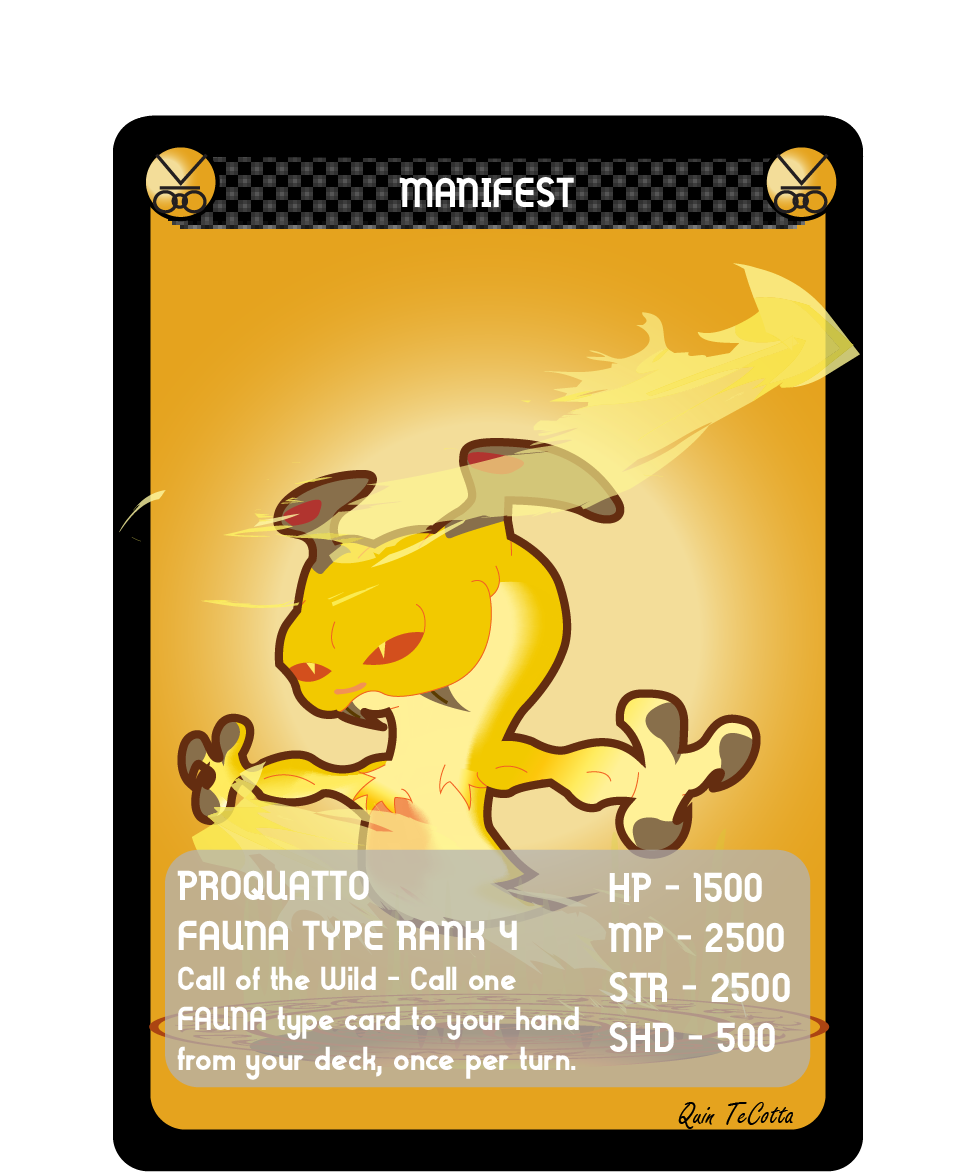 MANIFEST
PROQUATTO
FAUNA TYPE RANK 4
Call of the Wild - Call one
FAUNA type card to your hand
from your deck, once per turn.
HP - 1500
MP - 2500
STR - 2500
SHD - 500
Quin TeCotta